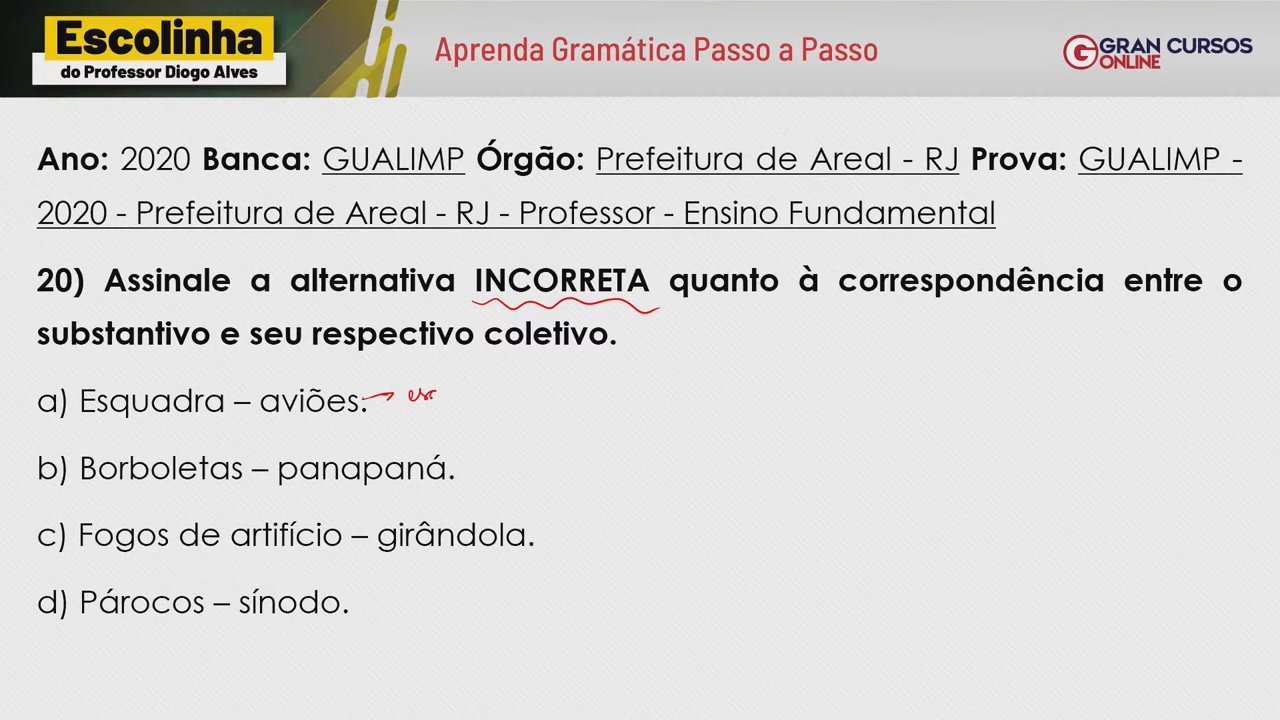 Escolinha
do Professor Diogo Alves
Aprenda Gramática Passo a Passo
GRAN CURSOS
ONLINE
Ano: 2020 Banca: GUALIMP Órgão: Prefeitura de Areal - RJ Prova: GUALIMP -
2020 - Prefeitura de Areal - RJ - Professor - Ensino Fundamental
20) Assinale a alternativa INCORRETA quanto à correspondência entre o
substantivo e seu respectivo coletivo.
a) Esquadra – aviões.
b) Borboletas – panapaná.
c) Fogos de artifício – girândola.
d) Párocos – sínodo.